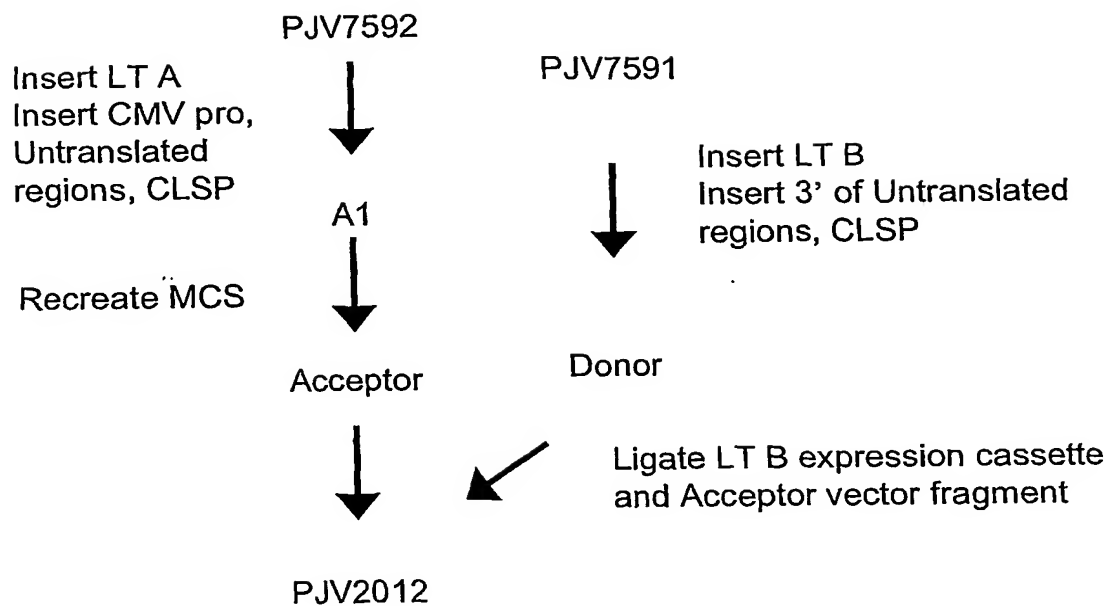 PJV7592
Insert LT A
Insert CMV pro,
Untranslated
regions, CLSP
PJV7591
Insert LT B
Insert 3' of Untranslated
regions, CLSP
A1
Recreate MCS
Acceptor
Donor
Ligate LT B expression cassette
and Acceptor vector fragment
PJV2012